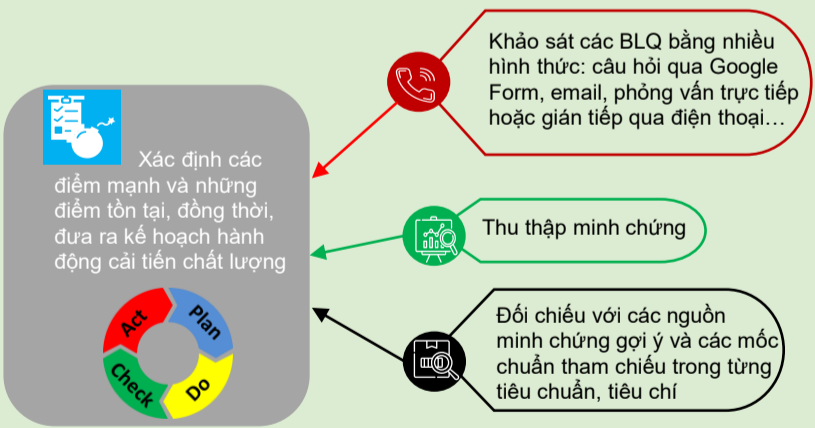 Khảo sát các BLQ bằng nhiều
hình thức: câu hỏi qua Google
Form, email, phỏng vấn trực tiếp
hoặc gián tiếp qua điện thoại…
Xác định các
điểm mạnh và những
điểm tồn tại, đồng thời,
đưa ra kế hoạch hành
động cải tiến chất lượng
Thu thập minh chứng
Act
Plan
Check
Do
Đối chiếu với các nguồn
minh chứng gợi ý và các mốc
chuẩn tham chiếu trong từng
tiêu chuẩn, tiêu chí